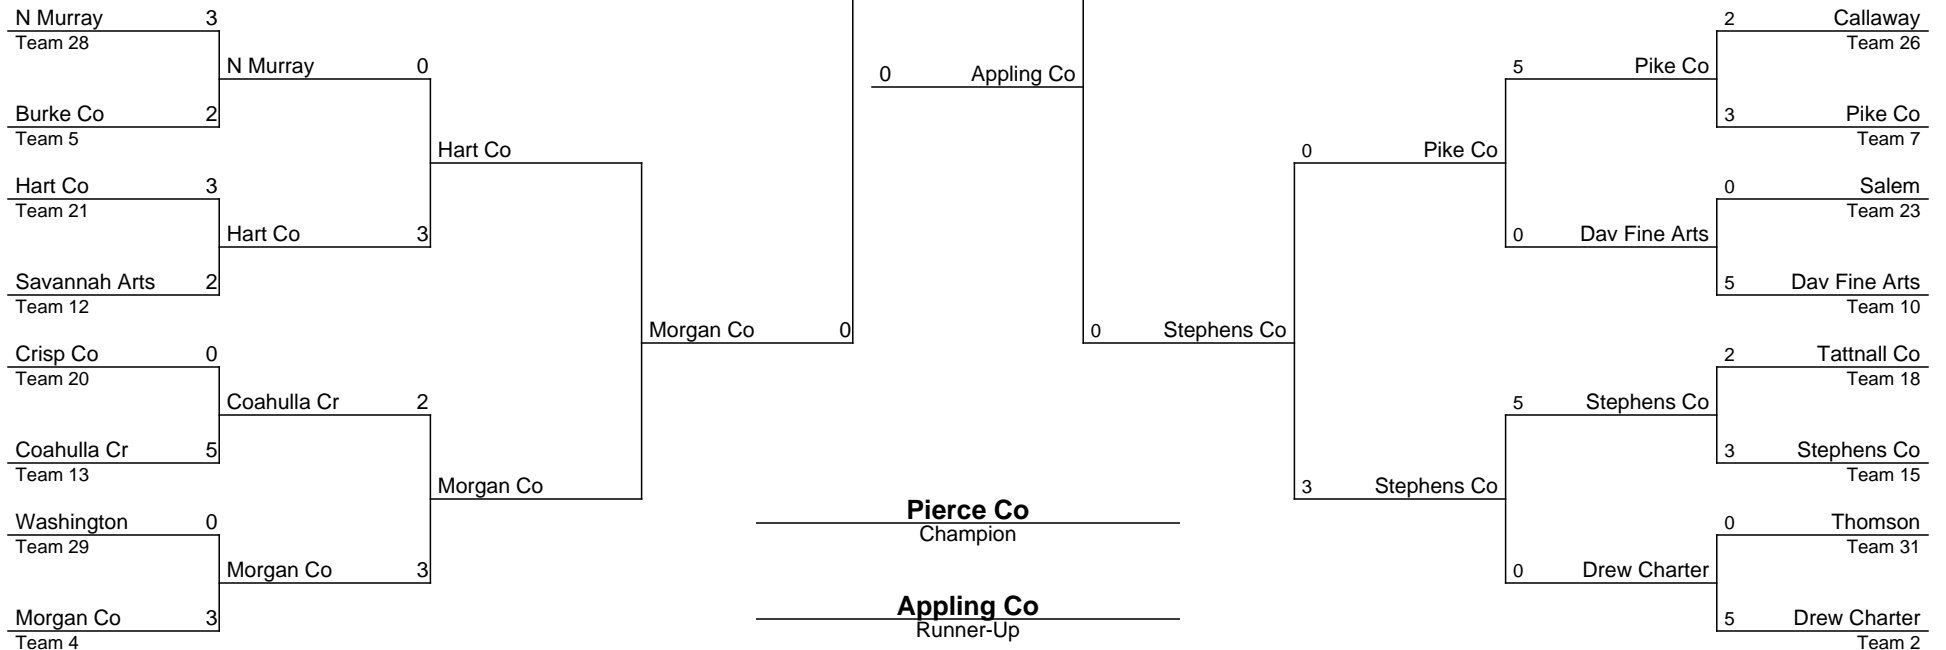 N Murray 3
Team 28
N Murray 0
Burke Co 2
Team 5
Hart Co
Hart Co 3
Team 21
Hart Co 3
Savannah Arts 2
Team 12
Morgan Co 0
Crisp Co 0
Team 20
Coahulla Cr 2
Coahulla Cr 5
Team 13
Morgan Co
Washington 0
Team 29
Morgan Co 3
Morgan Co 3
Team 4
0 Appling Co
Pierce Co
Champion
Appling Co
Runner-Up
2 Callaway
Team 26
5 Pike Co
3 Pike Co
Team 7
0 Pike Co
0 Salem
Team 23
0 Dav Fine Arts
5 Dav Fine Arts
Team 10
0 Stephens Co
2 Tattnall Co
Team 18
5 Stephens Co
3 Stephens Co
Team 15
3 Stephens Co
0 Thomson
Team 31
0 Drew Charter
5 Drew Charter
Team 2